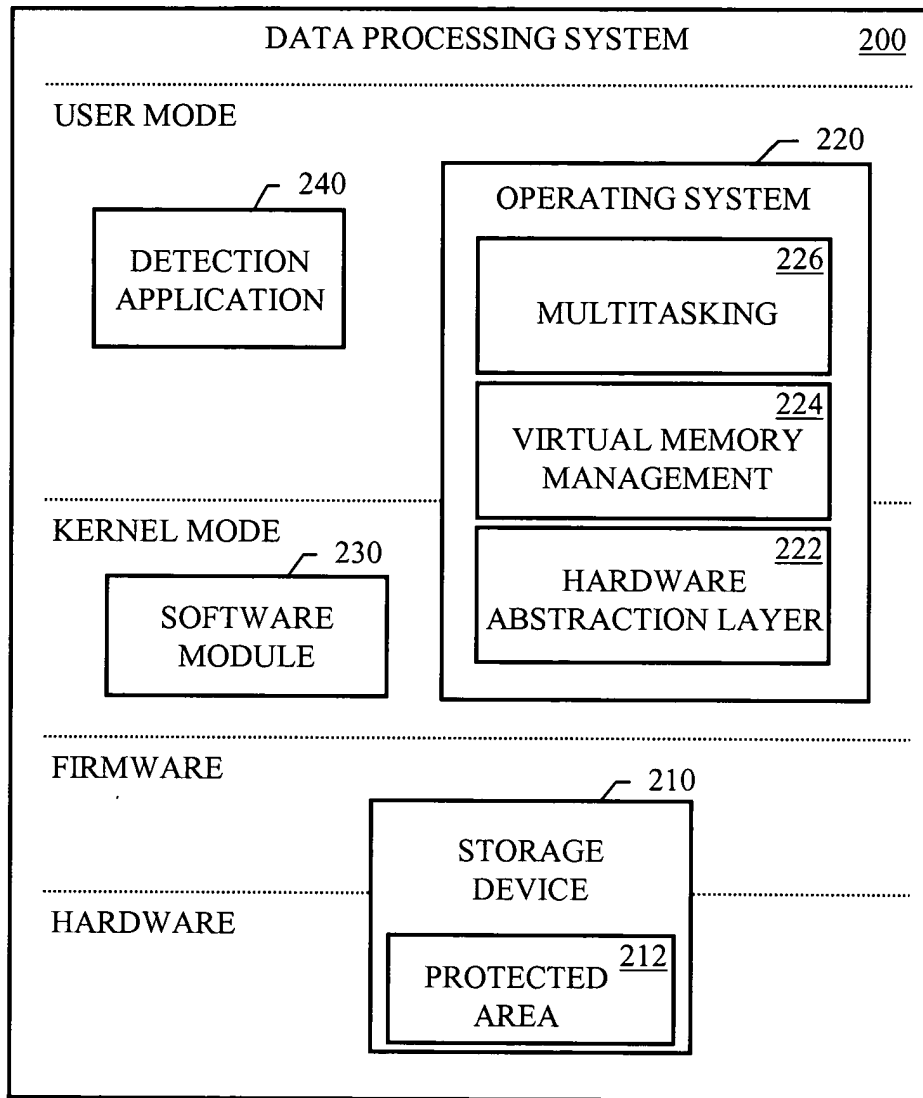 DATA PROCESSING SYSTEM 200
USER MODE
220
240
OPERATING SYSTEM
DETECTION
APPLICATION
226
MULTITASKING
224
VIRTUAL MEMORY
MANAGEMENT
KERNEL MODE
230
SOFTWARE
MODULE
222
HARDWARE
ABSTRACTION LAYER
FIRMWARE
210
STORAGE
DEVICE
HARDWARE
212
PROTECTED
AREA